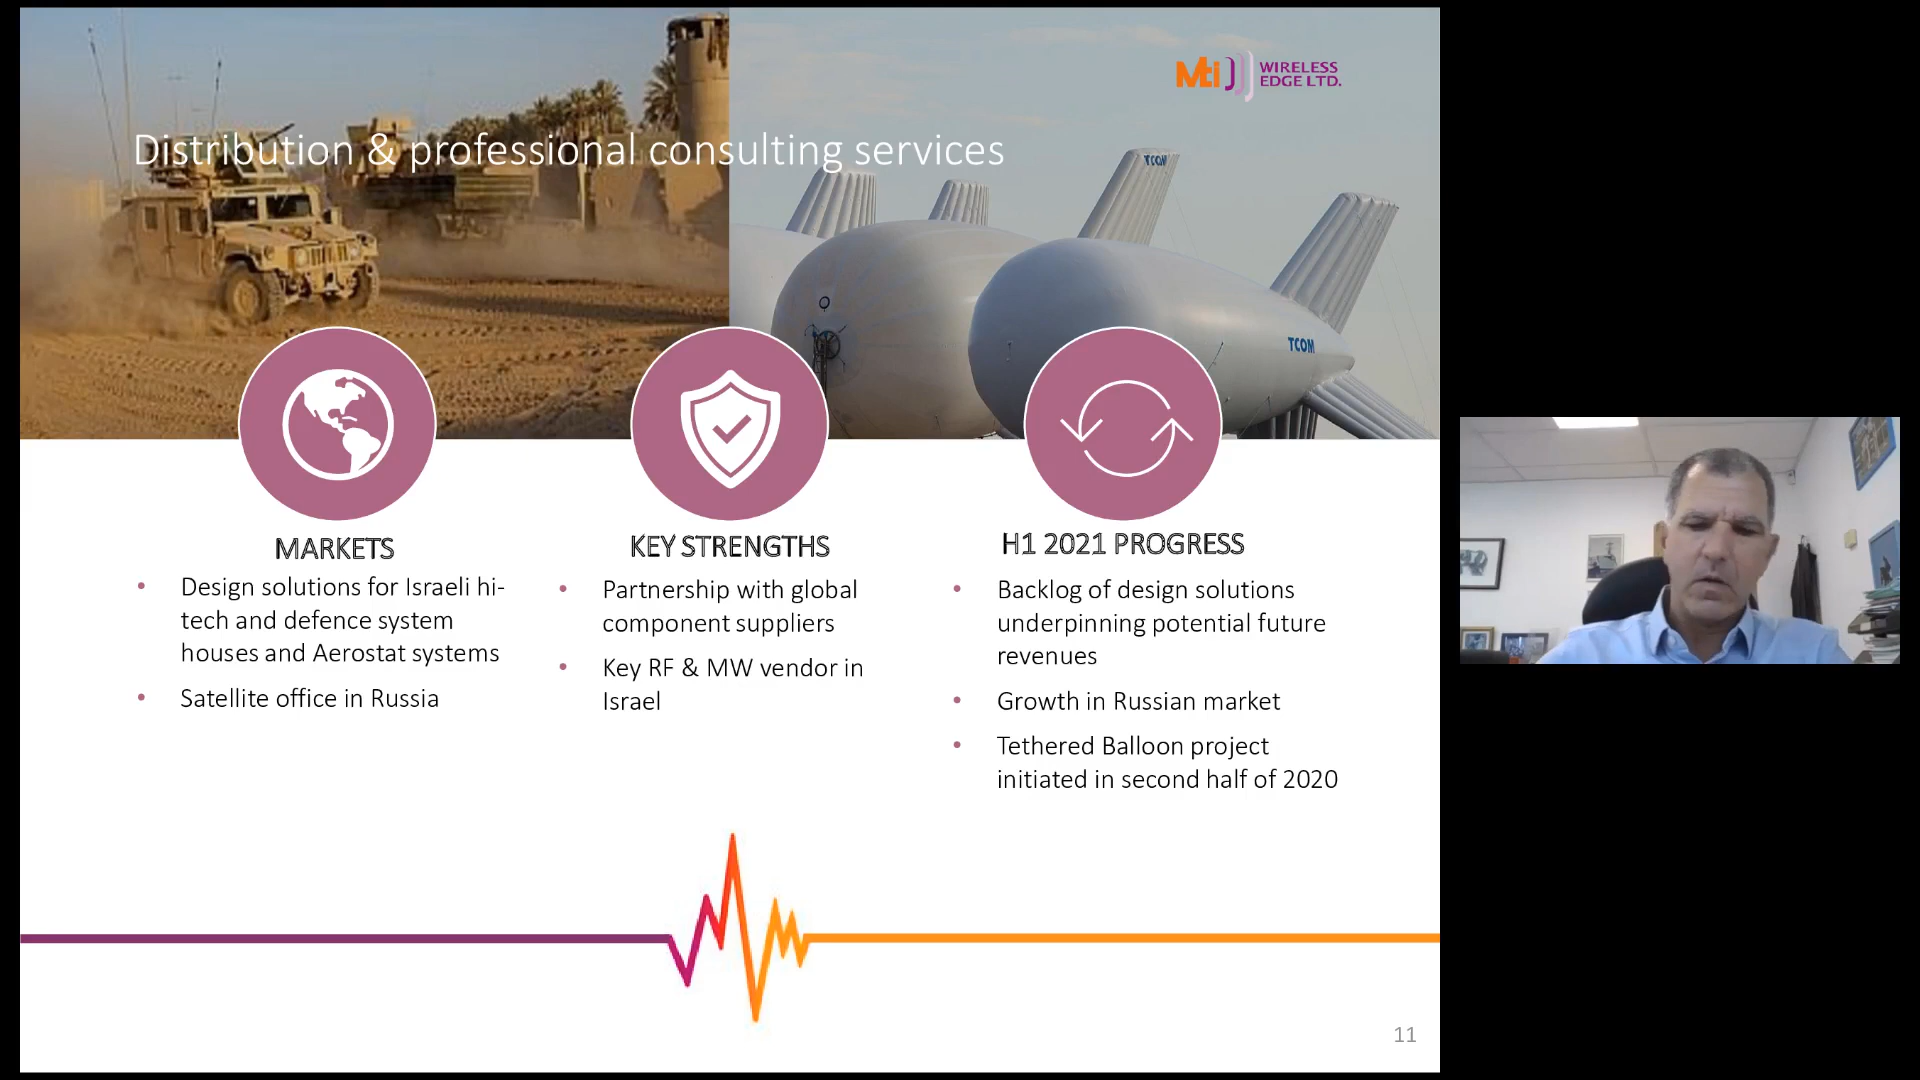 Mti WIRELESS
EDGE LTD.
Distribution & professional consulting services
TCOM
TCOM
MARKETS
• Design solutions for Israeli hi-
tech and defence system
houses and Aerostat systems
• Satellite office in Russia
KEY STRENGTHS
• Partnership with global
component suppliers
• Key RF & MW vendor in
Israel
H1 2021 PROGRESS
• Backlog of design solutions
underpinning potential future
revenues
• Growth in Russian market
• Tethered Balloon project
initiated in second half of 2020
11